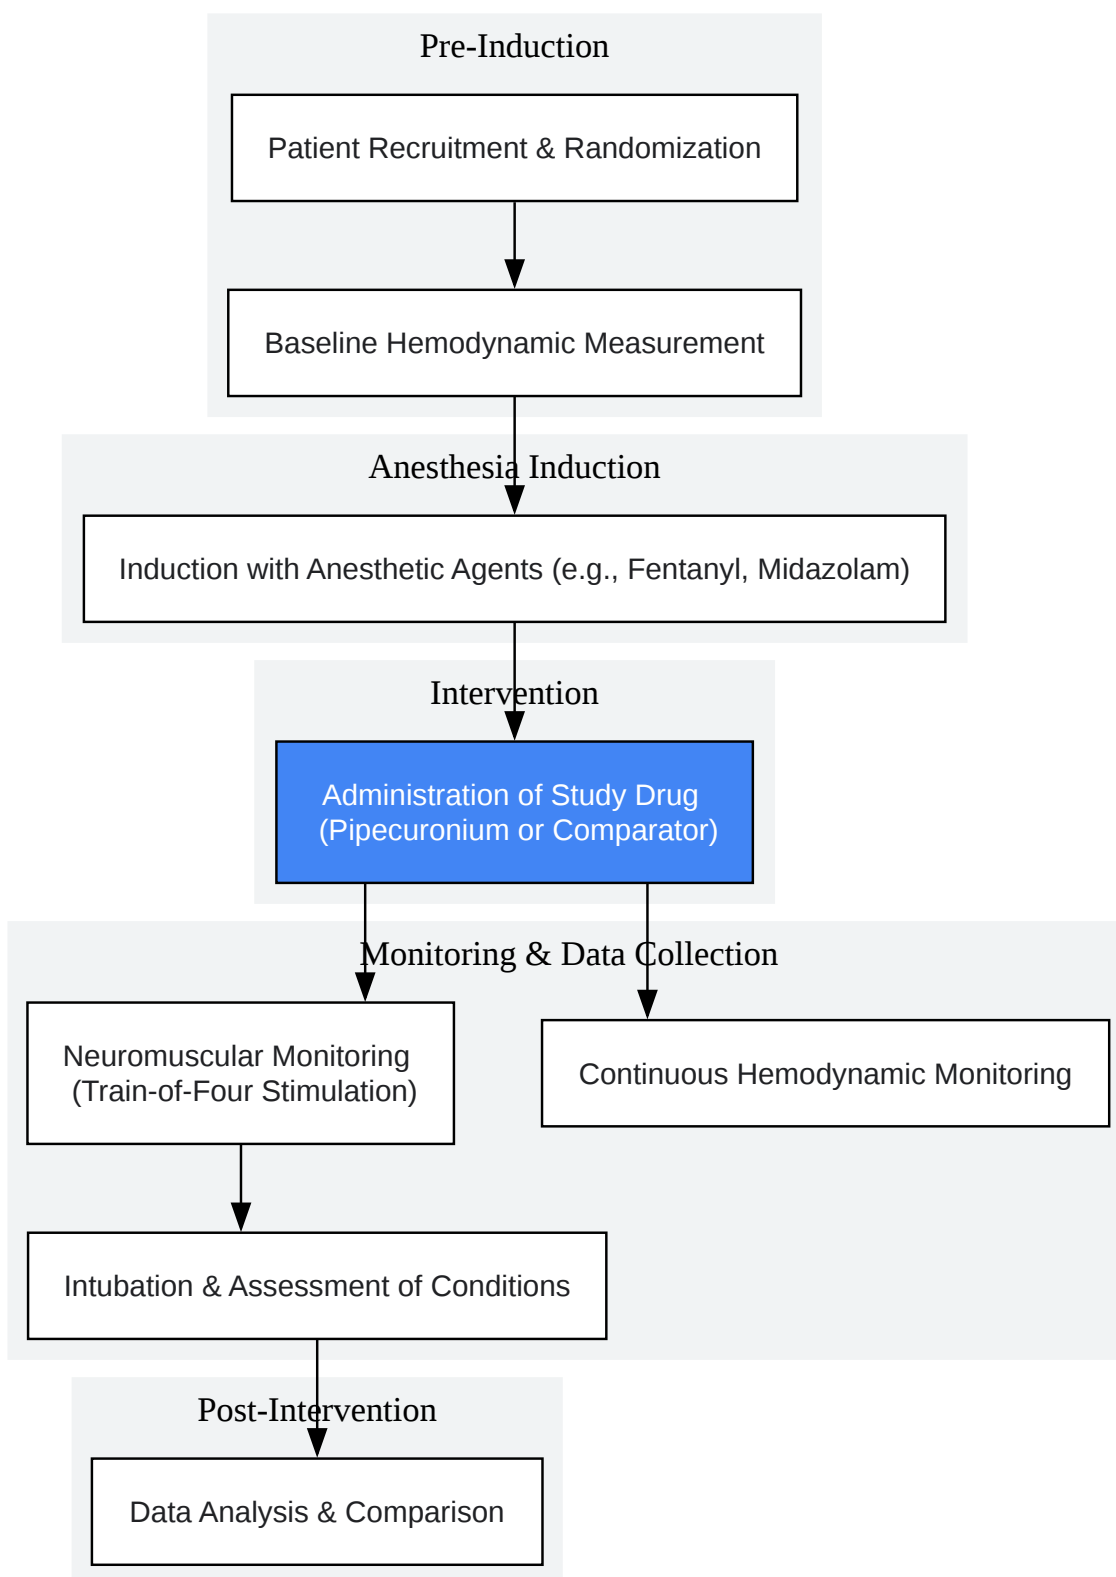 Pre-Induction
Patient Recruitment & Randomization
Baseline Hemodynamic Measurement
Anesthesia Induction
Induction with Anesthetic Agents (e.g., Fentanyl, Midazolam)
Intervention
Administration of Study Drug
(Pipecuronium or Comparator)
Monitoring & Data Collection
Neuromuscular Monitoring
(Train-of-Four Stimulation)
Continuous Hemodynamic Monitoring
Intubation & Assessment of Conditions
Post-Intervention
Data Analysis & Comparison